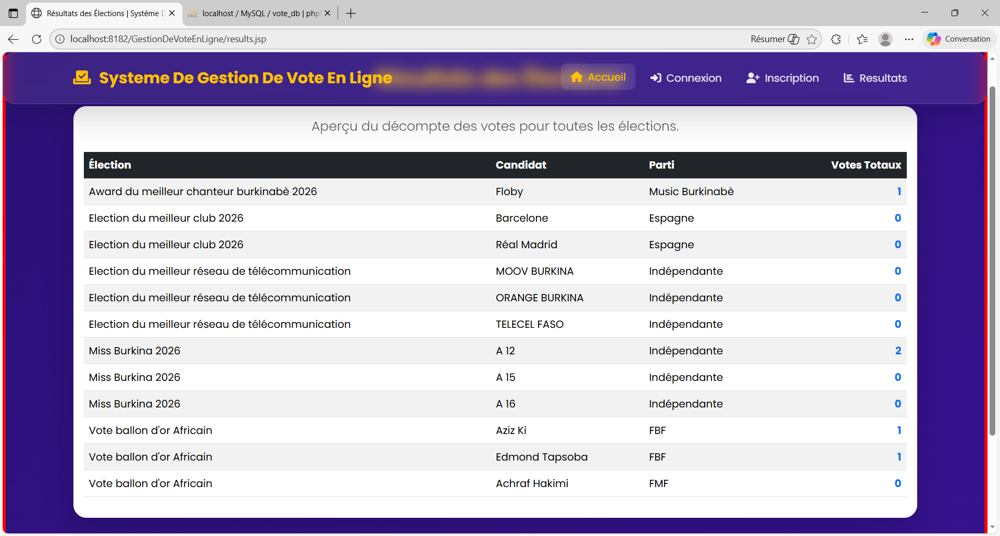 Résultats des Élections | Systéme D
localhost / MySQL / vote_db | php
localhost:8182/GestionDeVoteEnLigne/results.jsp
Résumer
Conversation
Systeme De Gestion De Vote En Ligne
Accueil
Connexion
Inscription
Resultats
Aperçu du décompte des votes pour toutes les élections.
Élection Candidat Parti Votes Totaux
Award du meilleur chanteur burkinabè 2026 Floby Music Burkinabè 1
Election du meilleur club 2026 Barcelone Espagne 0
Election du meilleur club 2026 Réal Madrid Espagne 0
Election du meilleur réseau de télécommunication MOOV BURKINA Indépendante 0
Election du meilleur réseau de télécommunication ORANGE BURKINA Indépendante 0
Election du meilleur réseau de télécommunication TELECEL FASO Indépendante 0
Miss Burkina 2026 A 12 Indépendante 2
Miss Burkina 2026 A 15 Indépendante 0
Miss Burkina 2026 A 16 Indépendante 0
Vote ballon d'or Africain Aziz Ki FBF 1
Vote ballon d'or Africain Edmond Tapsoba FBF 1
Vote ballon d'or Africain Achraf Hakimi FMF 0